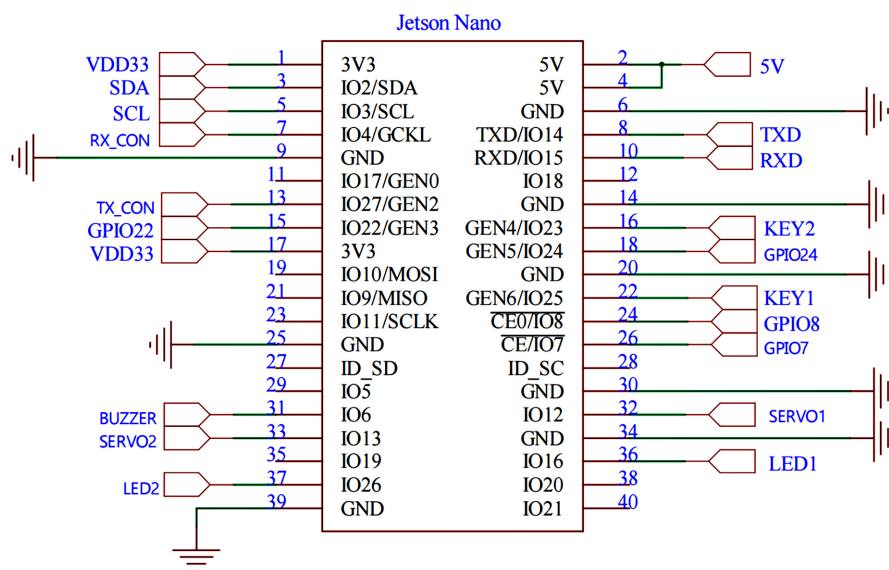 Jetson Nano
VDD33 1 3V3 5V 2 5V
SDA 3 IO2/SDA 5V 4
SCL 5 IO3/SCL GND 6
RX_CON 7 IO4/GCKL TXD/IO14 8 TXD
9 GND RXD/IO15 10 RXD
11 IO17/GEN0 IO18 12
TX_CON 13 IO27/GEN2 GND 14
GPIO22 15 IO22/GEN3 GEN4/IO23 16 KEY2
VDD33 17 3V3 GEN5/IO24 18 GPIO24
19 IO10/MOSI GND 20
21 IO9/MISO GEN6/IO25 22 KEY1
23 IO11/SCLK CE0/IO8 24 GPIO8
25 GND CE/IO7 26 GPIO7
27 ID_SD ID_SC 28
29 IO5 GND 30
BUZZER 31 IO6 IO12 32 SERVO1
SERVO2 33 IO13 GND 34
35 IO19 IO16 36 LED1
LED2 37 IO26 IO20 38
39 GND IO21 40